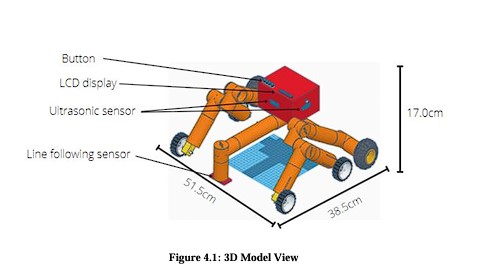 Button
LCD display
Ultrasonic sensor
17.0cm
Line following sensor
51.5cm
38.5cm
Figure 4.1: 3D Model View